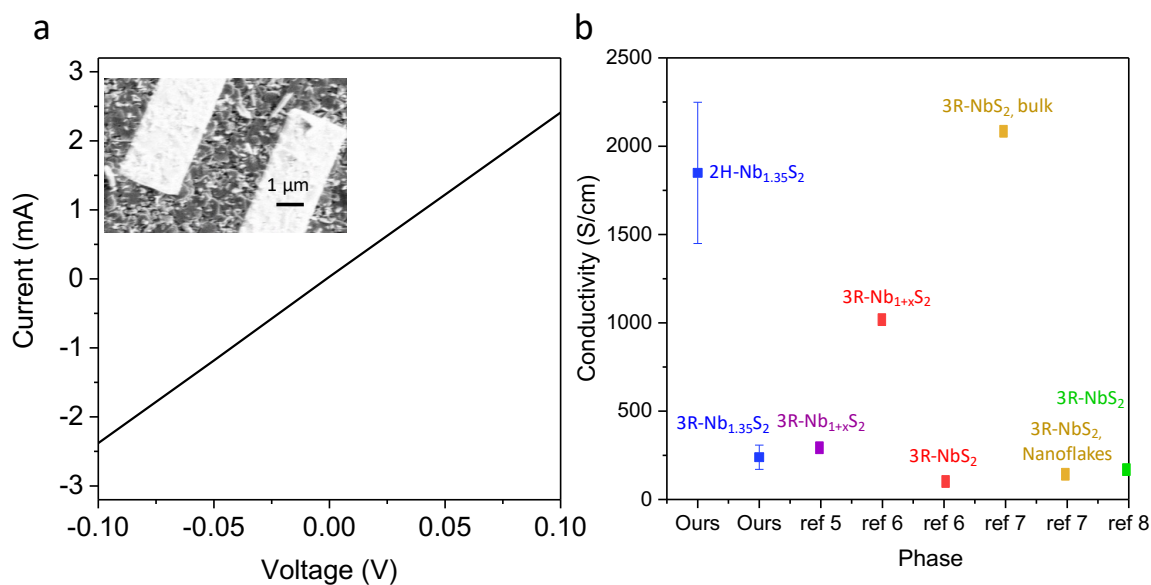 a
Current (mA)
3
2
1
0
-1
-2
-3
1 µm
-0.10
-0.05
0.00
0.05
0.10
Voltage (V)
b
Conductivity (S/cm)
2500
2000
1500
1000
500
0
3R-NbS2, bulk
2H-Nb1.35S2
3R-Nb1+xS2
3R-NbS2
3R-Nb1.35S2
3R-Nb1+xS2
3R-NbS2,
Nanoflakes
3R-NbS2
Ours
Ours
ref 5
ref 6
ref 6
ref 7
ref 7
ref 8
Phase